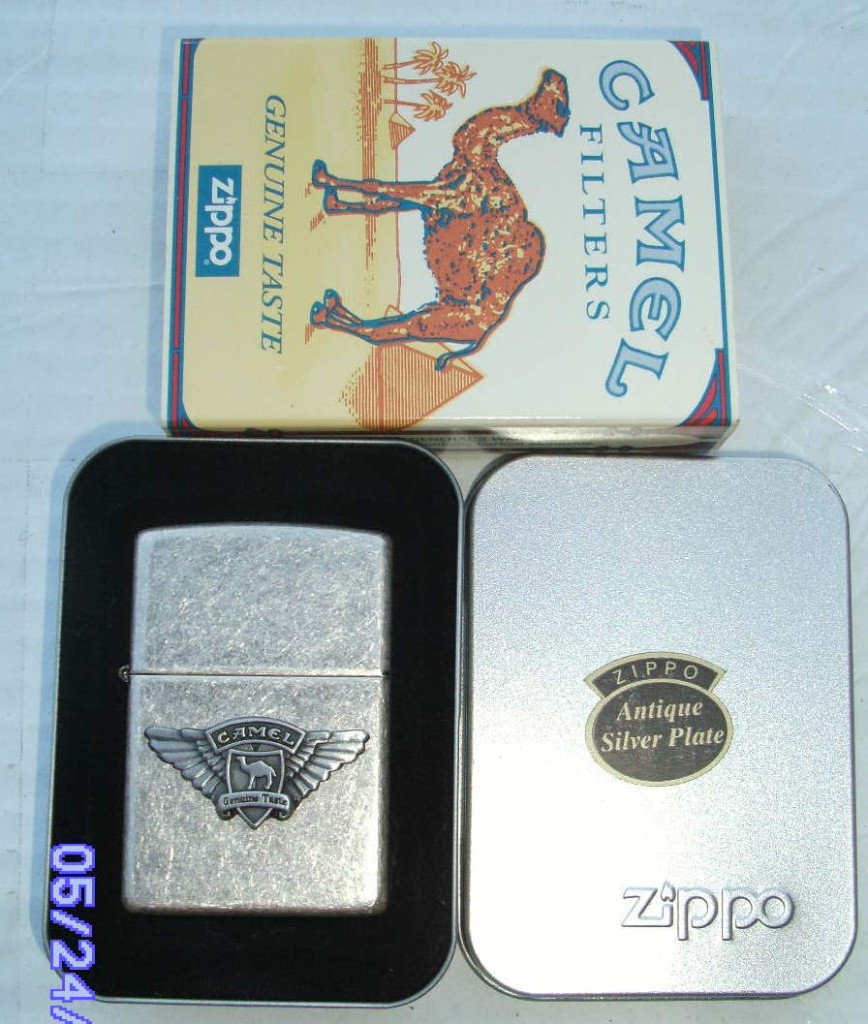 CAMEL
FILTERS
GENUINE TASTE
Zippo
CAMEL
Genuine Taste
ZIPPO
Antique
Silver Plate
Zippo
05/24/